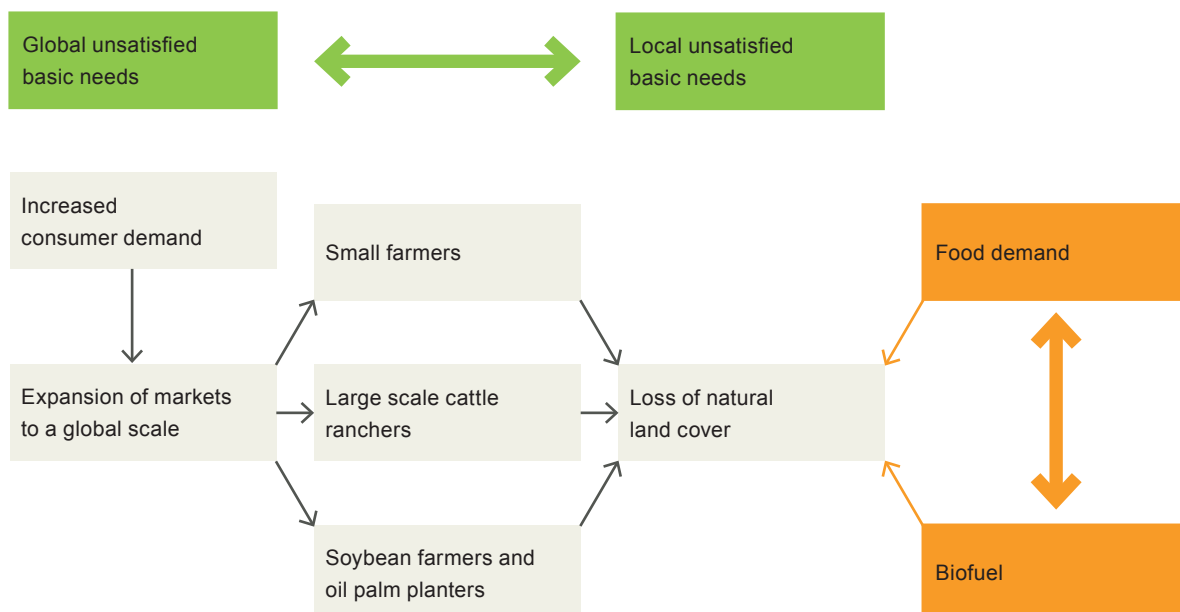 Global unsatisfied
basic needs
Local unsatisfied
basic needs
Increased
consumer demand
Small farmers
Food demand
Expansion of markets
to a global scale
Large scale cattle
ranchers
Loss of natural
land cover
Soybean farmers and
oil palm planters
Biofuel